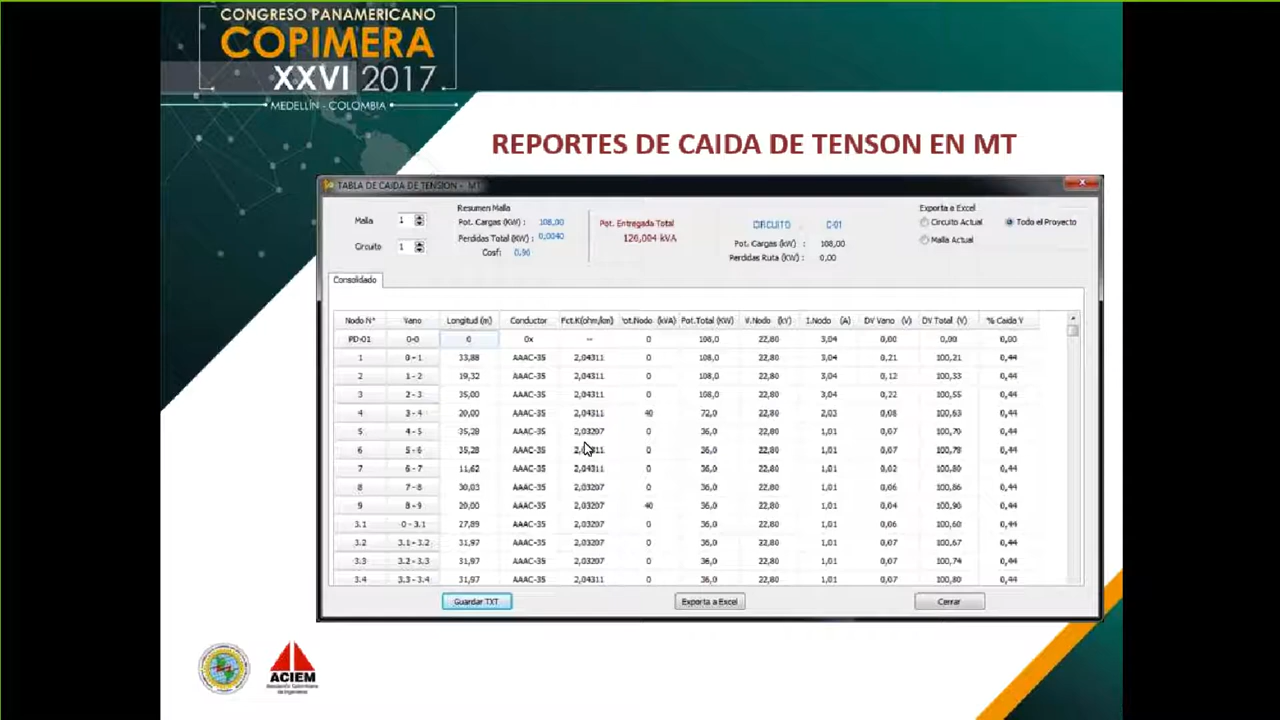 CONGRESO PANAMERICANO
COPIMERA
XXVI 2017
MEDELLÍN - COLOMBIA
REPORTES DE CAIDA DE TENSON EN MT
TABLA DE CAIDA DE TENSION - MT
Malla 1
Circuito 1
Resumen Malla
Pot. Cargas (KW) : 108,00
Perdidas Total (KW) : 0,0040
Cosf: 0,90
Pot. Entregada Total
120,004 kVA
CIRCUITO C-01
Pot. Cargas (kW) : 108,00
Perdidas Ruta (KW) : 0,00
Exporta a Excel
Circuito Actual Todo el Proyecto
Malla Actual
Consolidado
Nodo N° Vano Longitud (m) Conductor Fct.K(ohm/km) Pot.Nodo (kVA) Pot.Total (KW) V.Nodo (kV) I.Nodo (A) DV Vano (V) DV Total (V) % Caida V
PD-01 0-0 0 0x -- 0 108,0 22,80 3,04 0,00 0,00 0,00
1 0 - 1 33,88 AAAC-35 2,04311 0 108,0 22,80 3,04 0,21 100,21 0,44
2 1 - 2 19,32 AAAC-35 2,04311 0 108,0 22,80 3,04 0,12 100,33 0,44
3 2 - 3 35,00 AAAC-35 2,04311 0 108,0 22,80 3,04 0,22 100,55 0,44
4 3 - 4 20,00 AAAC-35 2,04311 40 72,0 22,80 2,03 0,08 100,63 0,44
5 4 - 5 35,28 AAAC-35 2,03207 0 36,0 22,80 1,01 0,07 100,70 0,44
6 5 - 6 35,28 AAAC-35 0 36,0 22,80 1,01 0,07 100,78 0,44
7 6 - 7 11,62 AAAC-35 2,04311 0 36,0 22,80 1,01 0,02 100,80 0,44
8 7 - 8 30,03 AAAC-35 2,03207 0 36,0 22,80 1,01 0,06 100,86 0,44
9 8 - 9 20,00 AAAC-35 2,03207 40 36,0 22,80 1,01 0,04 100,90 0,44
3.1 0 - 3.1 27,89 AAAC-35 2,03207 0 36,0 22,80 1,01 0,06 100,60 0,44
3.2 3.1 - 3.2 31,97 AAAC-35 2,03207 0 36,0 22,80 1,01 0,07 100,67 0,44
3.3 3.2 - 3.3 31,97 AAAC-35 2,03207 0 36,0 22,80 1,01 0,07 100,74 0,44
3.4 3.3 - 3.4 31,97 AAAC-35 2,04311 0 36,0 22,80 1,01 0,07 100,80 0,44
Guardar TXT Exporta a Excel Cerrar
ACIEM
Asociación Colombiana
de Ingenieros